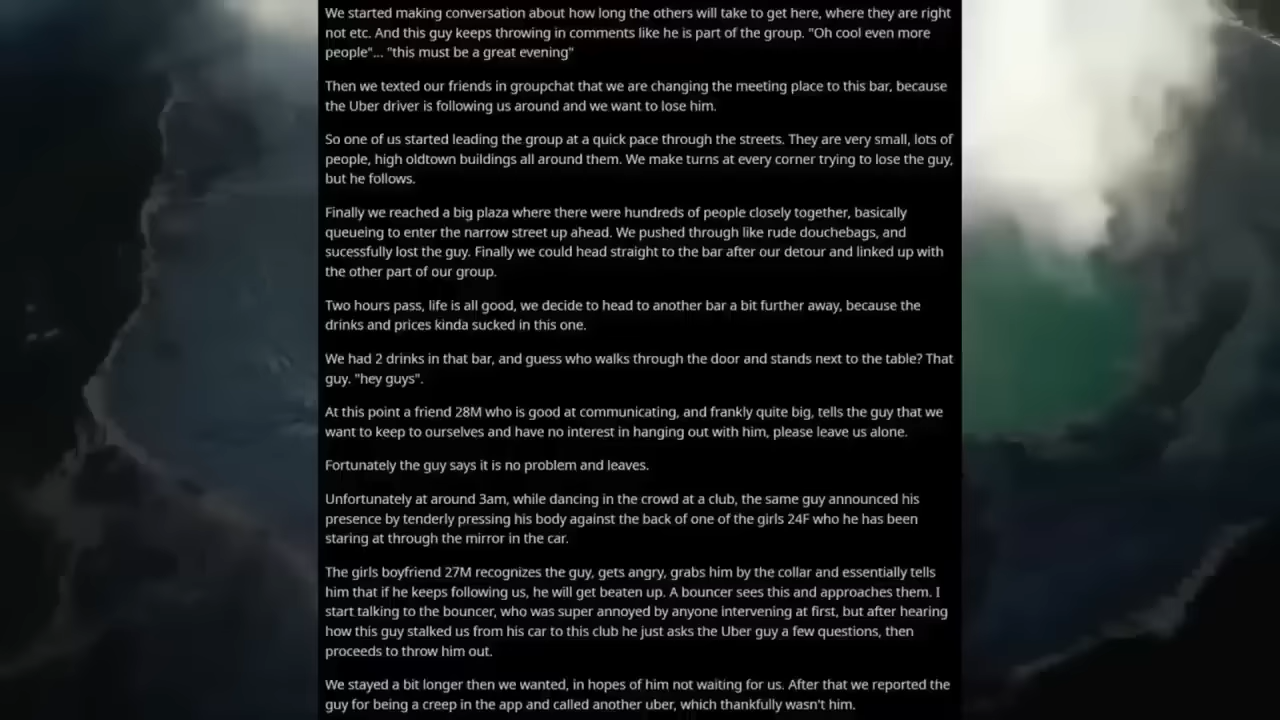 We started making conversation about how long the others will take to get here, where they are right
not etc. And this guy keeps throwing in comments like he is part of the group. "Oh cool even more
people"... "this must be a great evening"
Then we texted our friends in groupchat that we are changing the meeting place to this bar, because
the Uber driver is following us around and we want to lose him.
So one of us started leading the group at a quick pace through the streets. They are very small, lots of
people, high oldtown buildings all around them. We make turns at every corner trying to lose the guy,
but he follows.
Finally we reached a big plaza where there were hundreds of people closely together, basically
queueing to enter the narrow street up ahead. We pushed through like rude douchebags, and
sucessfully lost the guy. Finally we could head straight to the bar after our detour and linked up with
the other part of our group.
Two hours pass, life is all good, we decide to head to another bar a bit further away, because the
drinks and prices kinda sucked in this one.
We had 2 drinks in that bar, and guess who walks through the door and stands next to the table? That
guy. "hey guys".
At this point a friend 28M who is good at communicating, and frankly quite big, tells the guy that we
want to keep to ourselves and have no interest in hanging out with him, please leave us alone.
Fortunately the guy says it is no problem and leaves.
Unfortunately at around 3am, while dancing in the crowd at a club, the same guy announced his
presence by tenderly pressing his body against the back of one of the girls 24F who he has been
staring at through the mirror in the car.
The girls boyfriend 27M recognizes the guy, gets angry, grabs him by the collar and essentially tells
him that if he keeps following us, he will get beaten up. A bouncer sees this and approaches them. I
start talking to the bouncer, who was super annoyed by anyone intervening at first, but after hearing
how this guy stalked us from his car to this club he just asks the Uber guy a few questions, then
proceeds to throw him out.
We stayed a bit longer then we wanted, in hopes of him not waiting for us. After that we reported the
guy for being a creep in the app and called another uber, which thankfully wasn't him.